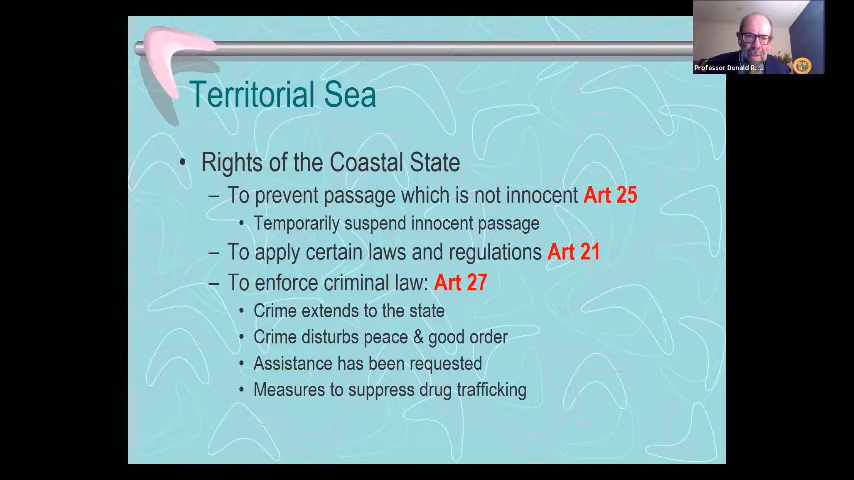 Territorial Sea
• Rights of the Coastal State
– To prevent passage which is not innocent Art 25
• Temporarily suspend innocent passage
– To apply certain laws and regulations Art 21
– To enforce criminal law: Art 27
• Crime extends to the state
• Crime disturbs peace & good order
• Assistance has been requested
• Measures to suppress drug trafficking
Professor Donald R. ...